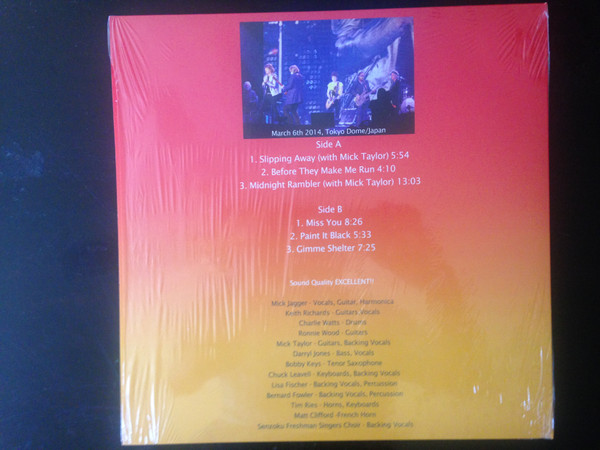 March 6th 2014, Tokyo Dome/Japan
Side A
1. Slipping Away (with Mick Taylor) 5:54
2. Before They Make Me Run 4:10
3. Midnight Rambler (with Mick Taylor) 13:03
Side B
1. Miss You 8:26
2. Paint It Black 5:33
3. Gimme Shelter 7:25
Sound Quality EXCELLENT!!
Mick Jagger - Vocals, Guitar, Harmonica
Keith Richards - Guitars Vocals
Charlie Watts - Drums
Ronnie Wood - Guitars
Mick Taylor - Guitars, Backing Vocals
Darryl Jones - Bass, Vocals
Bobby Keys - Tenor Saxophone
Chuck Leavell - Keyboards, Backing Vocals
Lisa Fischer - Backing Vocals, Percussion
Bernard Fowler - Backing Vocals, Percussion
Tim Ries - Horns, Keyboards
Matt Clifford -French Horn
Senzoku Freshman Singers Choir - Backing Vocals